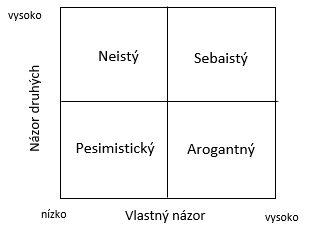 vysoko
Neistý
Sebaistý
Názor druhých
Pesimistický
Arogantný
nízko
Vlastný názor
vysoko